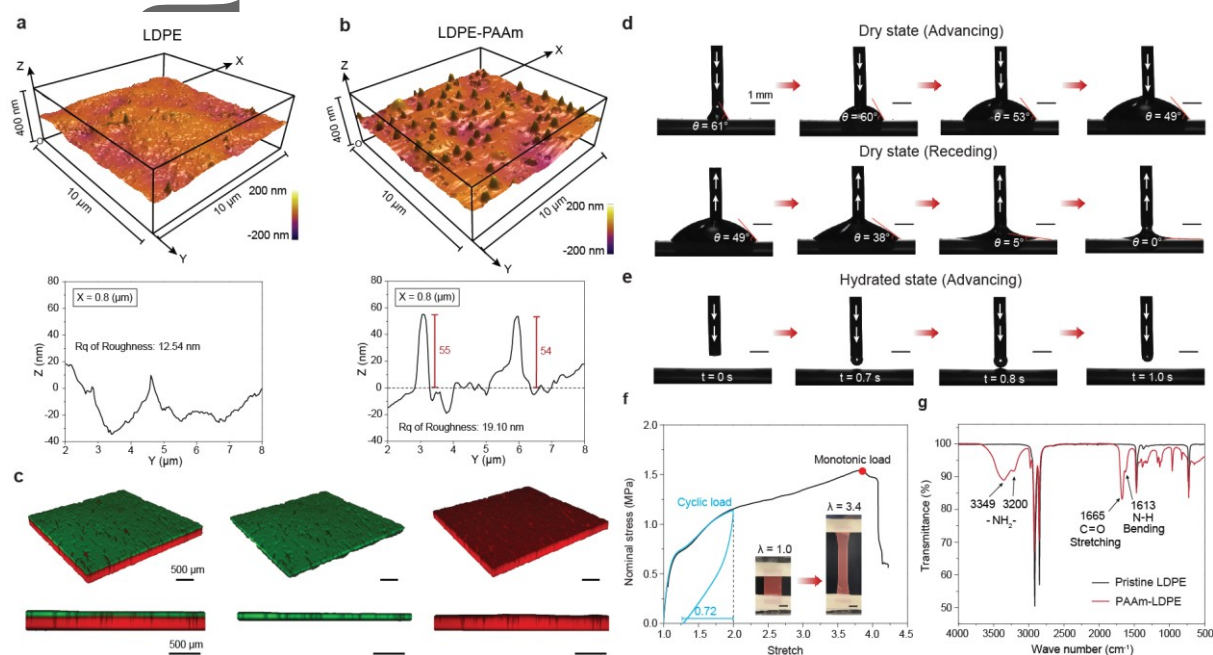 a
LDPE
Z
X
400 nm
O
10 µm
10 µm
Y
200 nm
-200 nm
b
LDPE-PAAm
Z
X
400 nm
O
10 µm
10 µm
Y
200 nm
-200 nm
80
60
40
20
0
-20
-40
Z (nm)
X = 0.8 (µm)
Rq of Roughness: 12.54 nm
2 3 4 5 6 7 8
Y (µm)
80
60
40
20
0
-20
-40
Z (nm)
X = 0.8 (µm)
55
54
Rq of Roughness: 19.10 nm
2 3 4 5 6 7 8
Y (µm)
c
500 µm
500 µm
d
Dry state (Advancing)
1 mm
θ = 61°
θ = 60°
θ = 53°
θ = 49°
Dry state (Receding)
θ = 49°
θ = 38°
θ = 5°
θ = 0°
e
Hydrated state (Advancing)
t = 0 s
t = 0.7 s
t = 0.8 s
t = 1.0 s
f
2.0
1.5
1.0
0.5
0.0
Nominal stress (MPa)
Monotonic load
Cyclic load
λ = 1.0
λ = 3.4
0.72
1.0 1.5 2.0 2.5 3.0 3.5 4.0 4.5
Stretch
g
100
90
80
70
60
50
Transmittance (%)
3349 3200
- NH₂-
1665
C=O
Stretching
1613
N-H
Bending
Pristine LDPE
PAAm-LDPE
4000 3500 3000 2500 2000 1500 1000 500
Wave number (cm⁻¹)